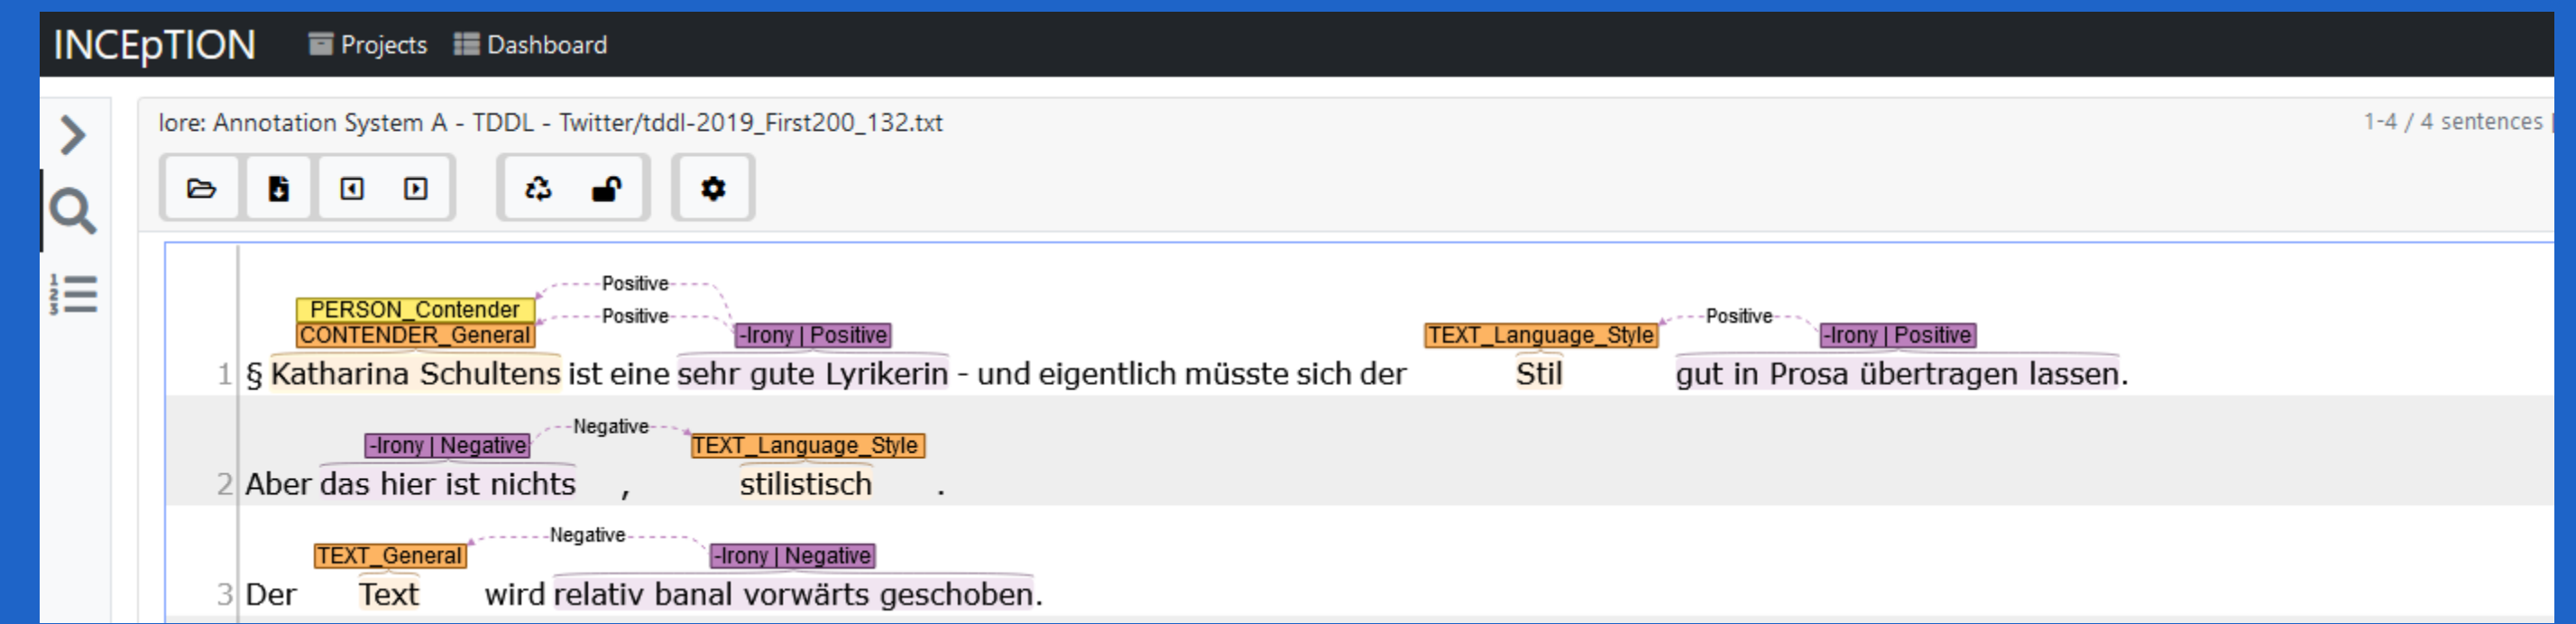 INCEpTION Projects Dashboard
lore: Annotation System A - TDDL - Twitter/tddl-2019_First200_132.txt 1-4 / 4 sentences
Positive
PERSON_Contender Positive Positive
CONTENDER_General -Irony | Positive TEXT_Language_Style -Irony | Positive
1 § Katharina Schultens ist eine sehr gute Lyrikerin - und eigentlich müsste sich der Stil gut in Prosa übertragen lassen.
Negative
-Irony | Negative TEXT_Language_Style
2 Aber das hier ist nichts , stilistisch .
Negative
TEXT_General -Irony | Negative
3 Der Text wird relativ banal vorwärts geschoben.